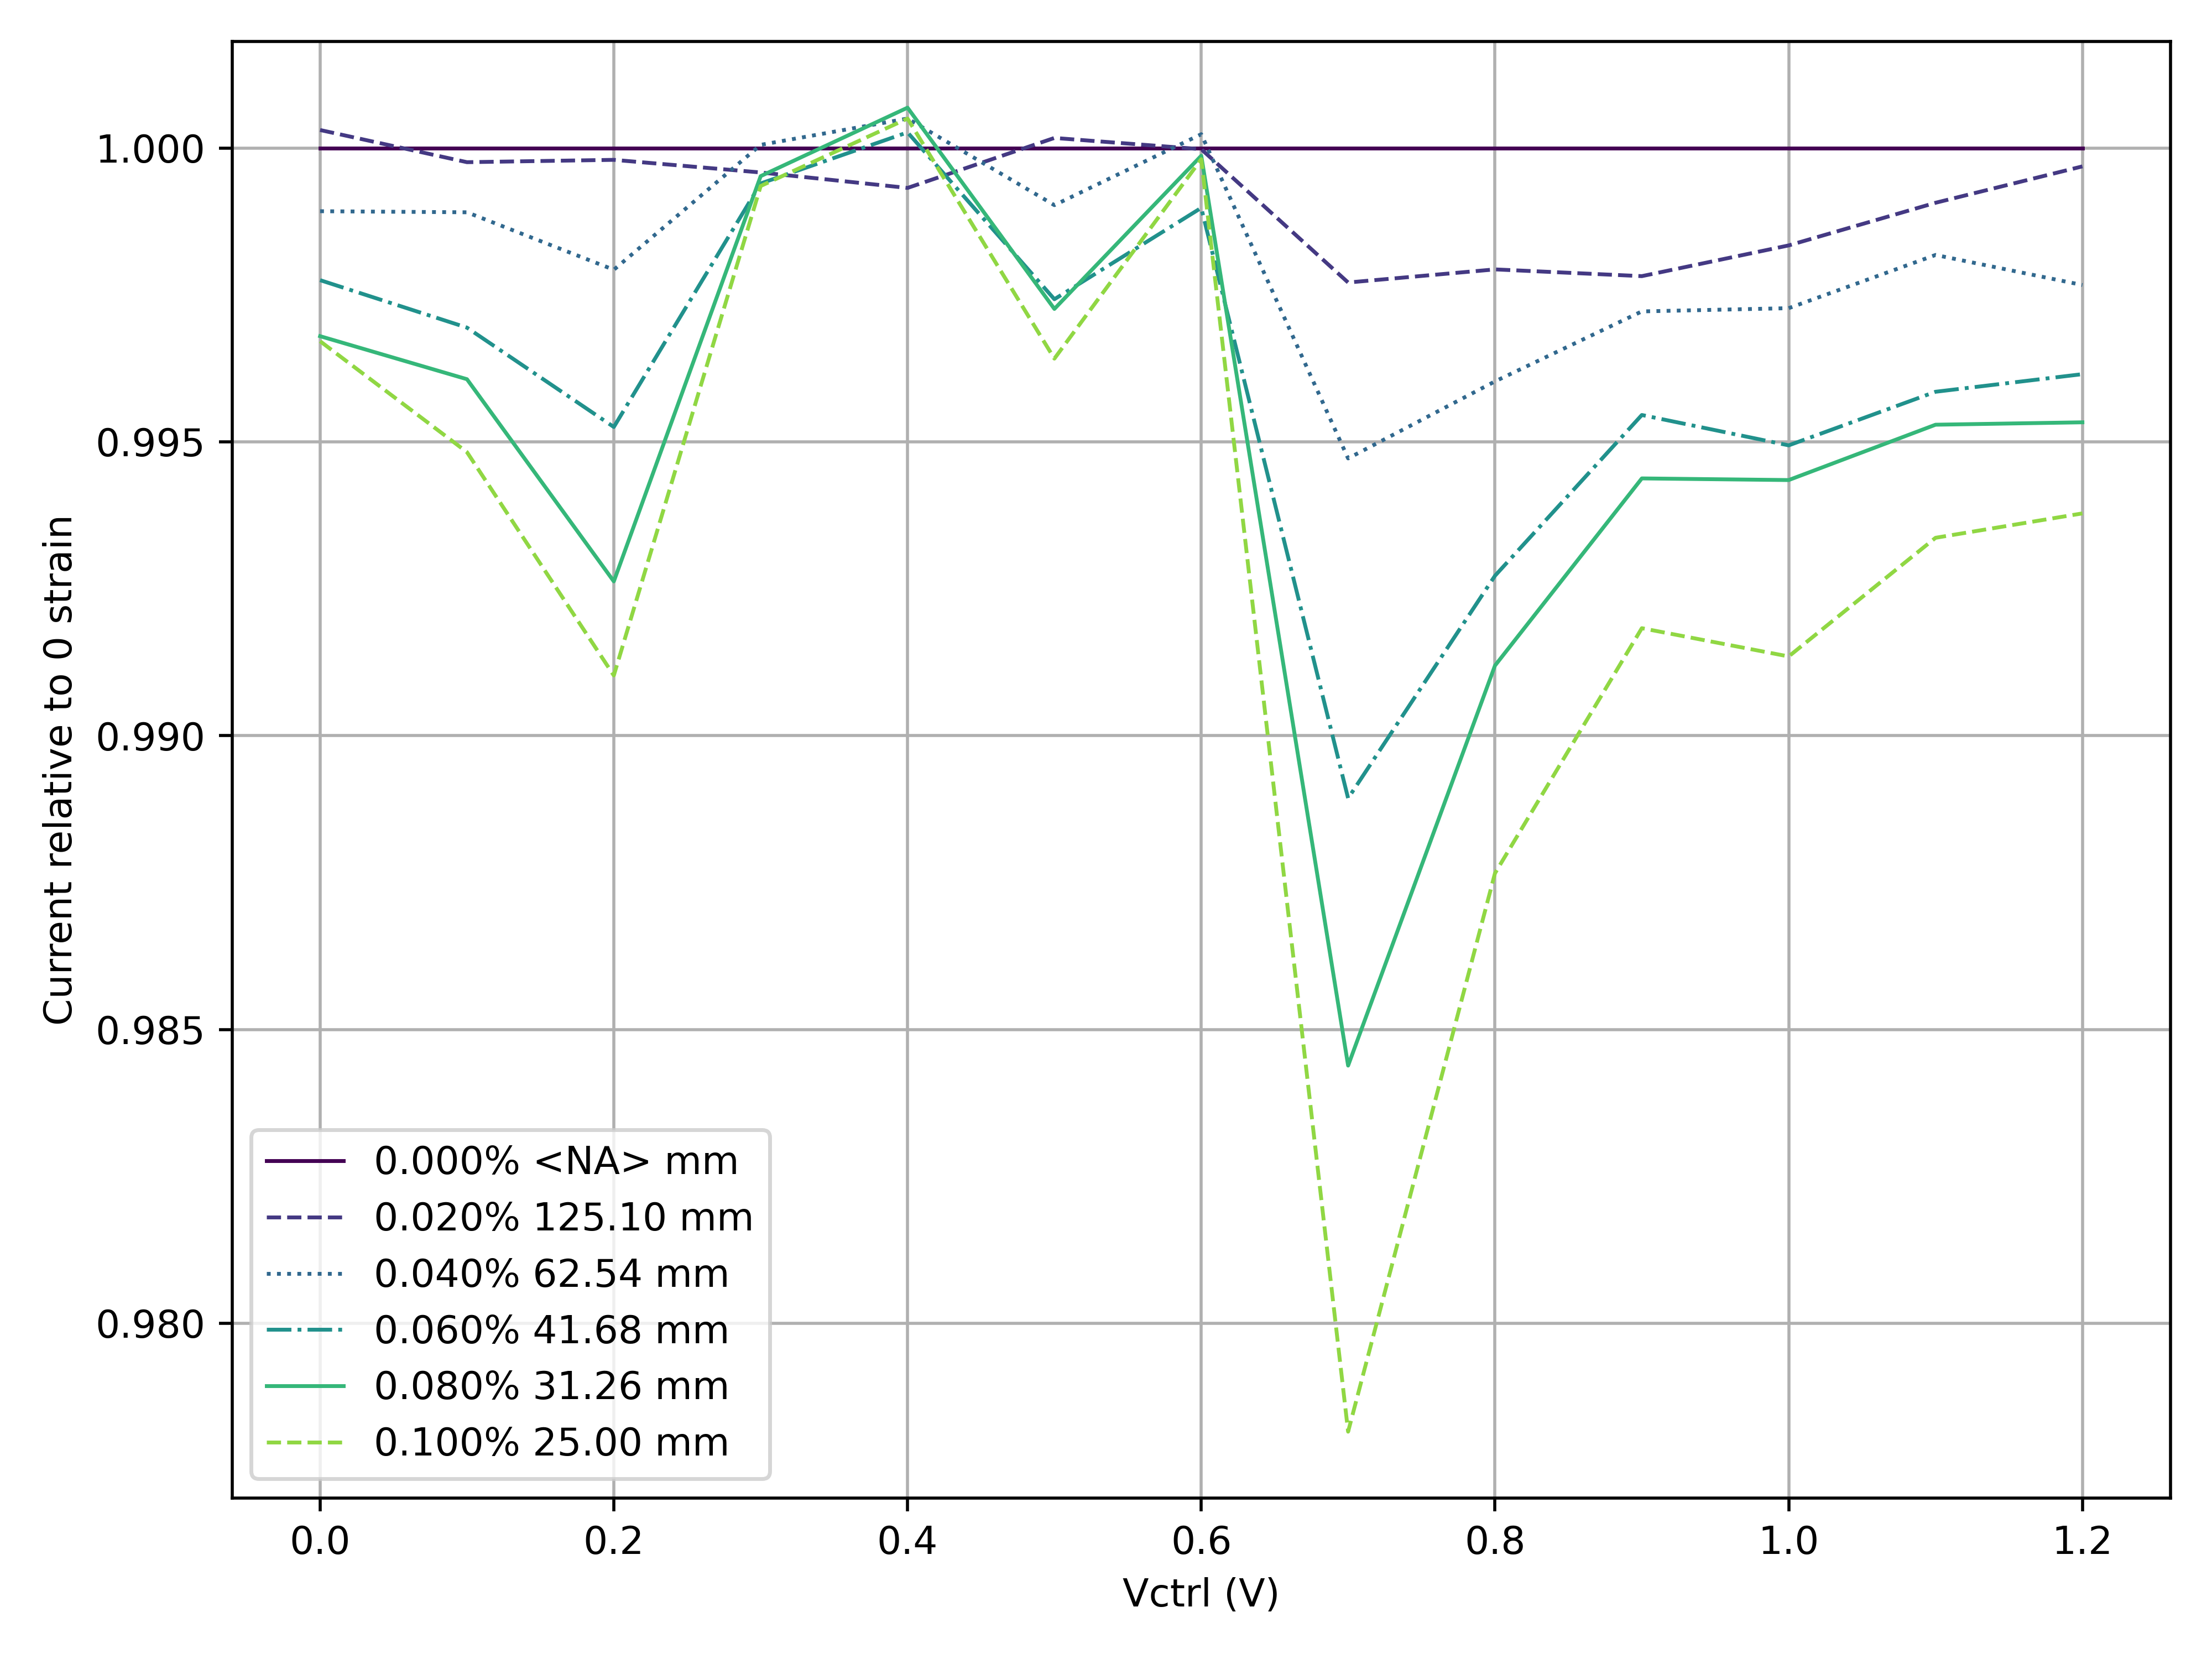 1.000
0.995
0.990
0.985
0.980
Current relative to 0 strain
0.000% <NA> mm
0.020% 125.10 mm
0.040% 62.54 mm
0.060% 41.68 mm
0.080% 31.26 mm
0.100% 25.00 mm
0.0 0.2 0.4 0.6 0.8 1.0 1.2
Vctrl (V)